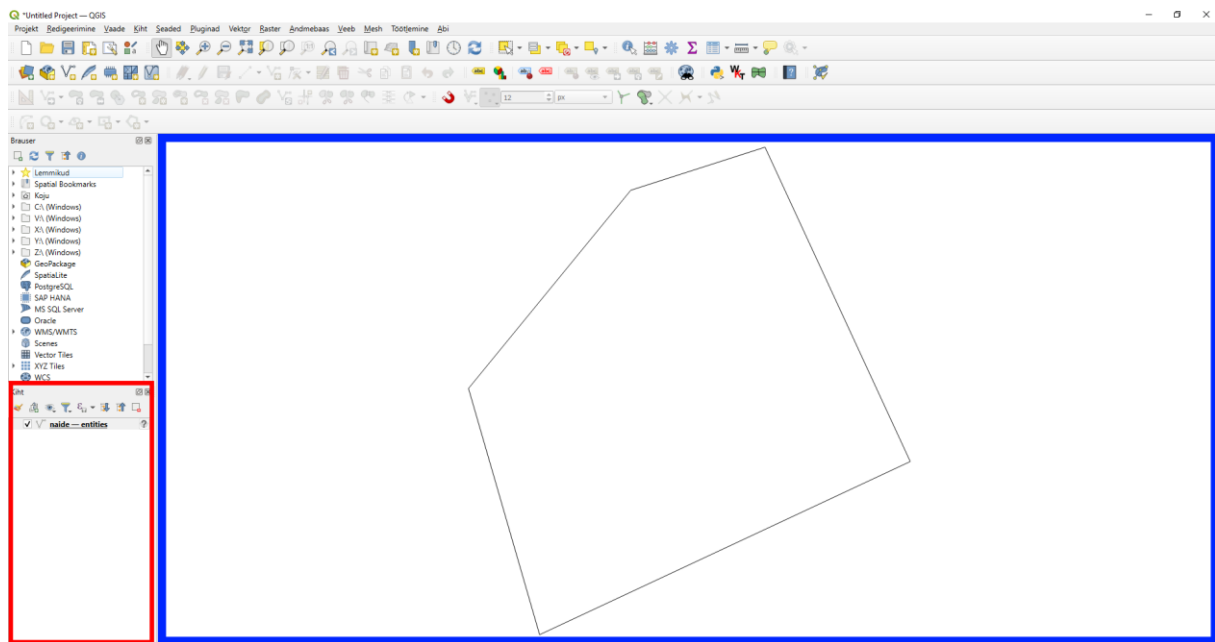 *Untitled Project — QGIS
Projekt Redigeerimine Vaade Kiht Seaded Pluginad Vektor Raster Andmebaas Veeb Mesh Töötlemine Abi
12 px
Brauser
Lemmikud
Spatial Bookmarks
Koju
C:\ (Windows)
V:\ (Windows)
X:\ (Windows)
Y:\ (Windows)
Z:\ (Windows)
GeoPackage
SpatiaLite
PostgreSQL
SAP HANA
MS SQL Server
Oracle
WMS/WMTS
Scenes
Vector Tiles
XYZ Tiles
WCS
Kiht
naide — entities ?